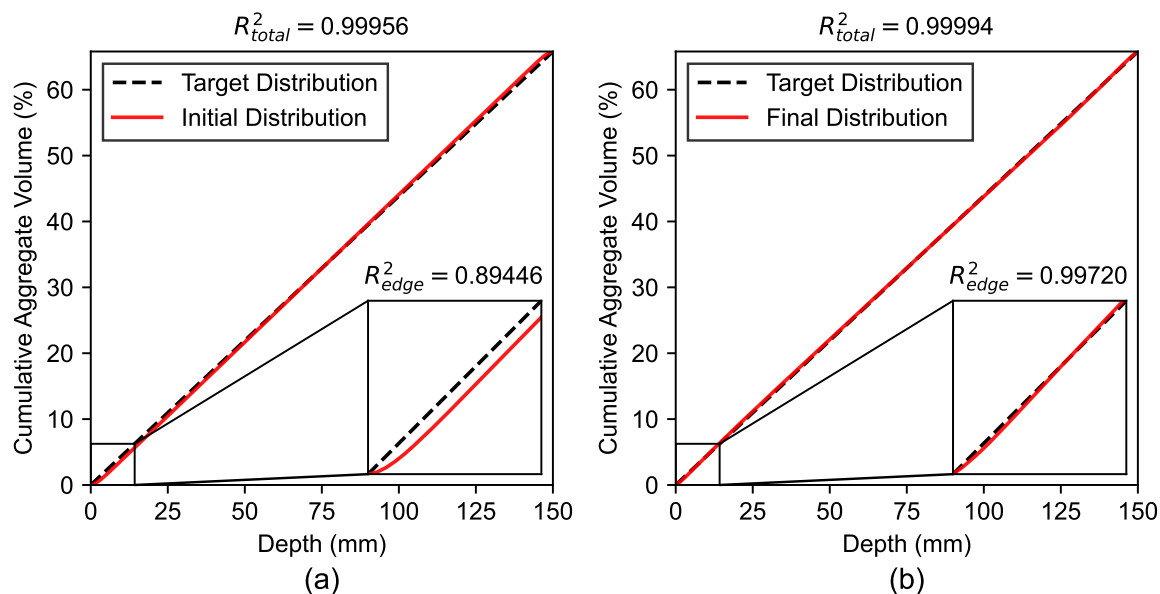 R²total = 0.99956
Target Distribution
Initial Distribution
Cumulative Aggregate Volume (%)
60
50
40
30
20
10
0
R²edge = 0.89446
0 25 50 75 100 125 150
Depth (mm)
(a)
R²total = 0.99994
Target Distribution
Final Distribution
Cumulative Aggregate Volume (%)
60
50
40
30
20
10
0
R²edge = 0.99720
0 25 50 75 100 125 150
Depth (mm)
(b)